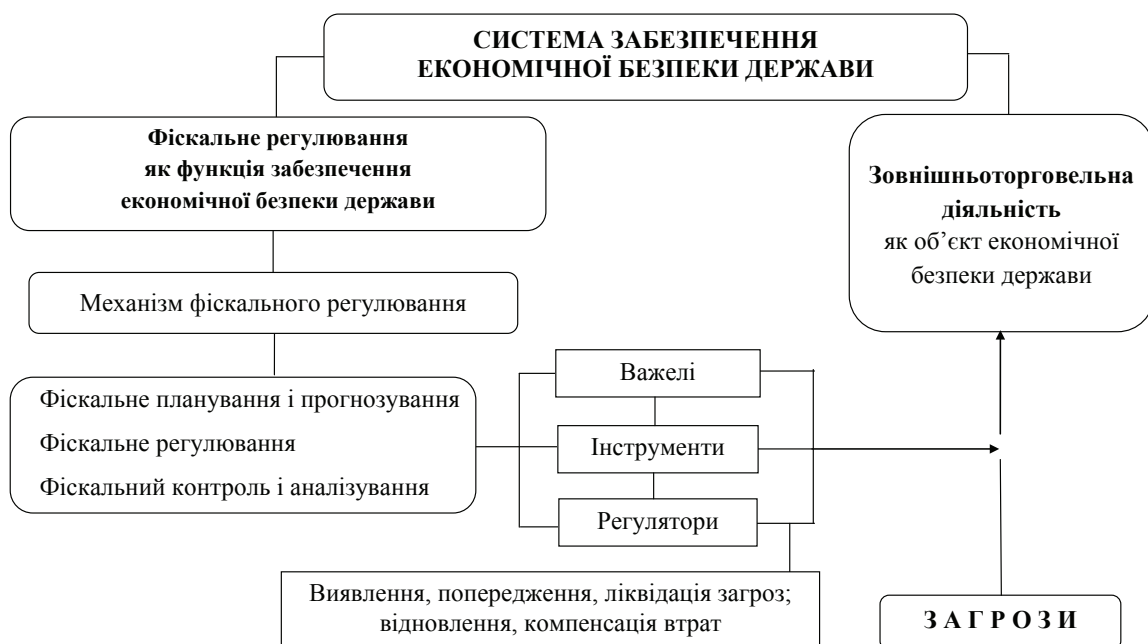 СИСТЕМА ЗАБЕЗПЕЧЕННЯ
ЕКОНОМІЧНОЇ БЕЗПЕКИ ДЕРЖАВИ
Фіскальне регулювання
як функція забезпечення
економічної безпеки держави
Зовнішньоторговельна
діяльність
як об’єкт економічної
безпеки держави
Механізм фіскального регулювання
Фіскальне планування і прогнозування
Фіскальне регулювання
Фіскальний контроль і аналізування
Важелі
Інструменти
Регулятори
Виявлення, попередження, ліквідація загроз;
відновлення, компенсація втрат
З А Г Р О З И